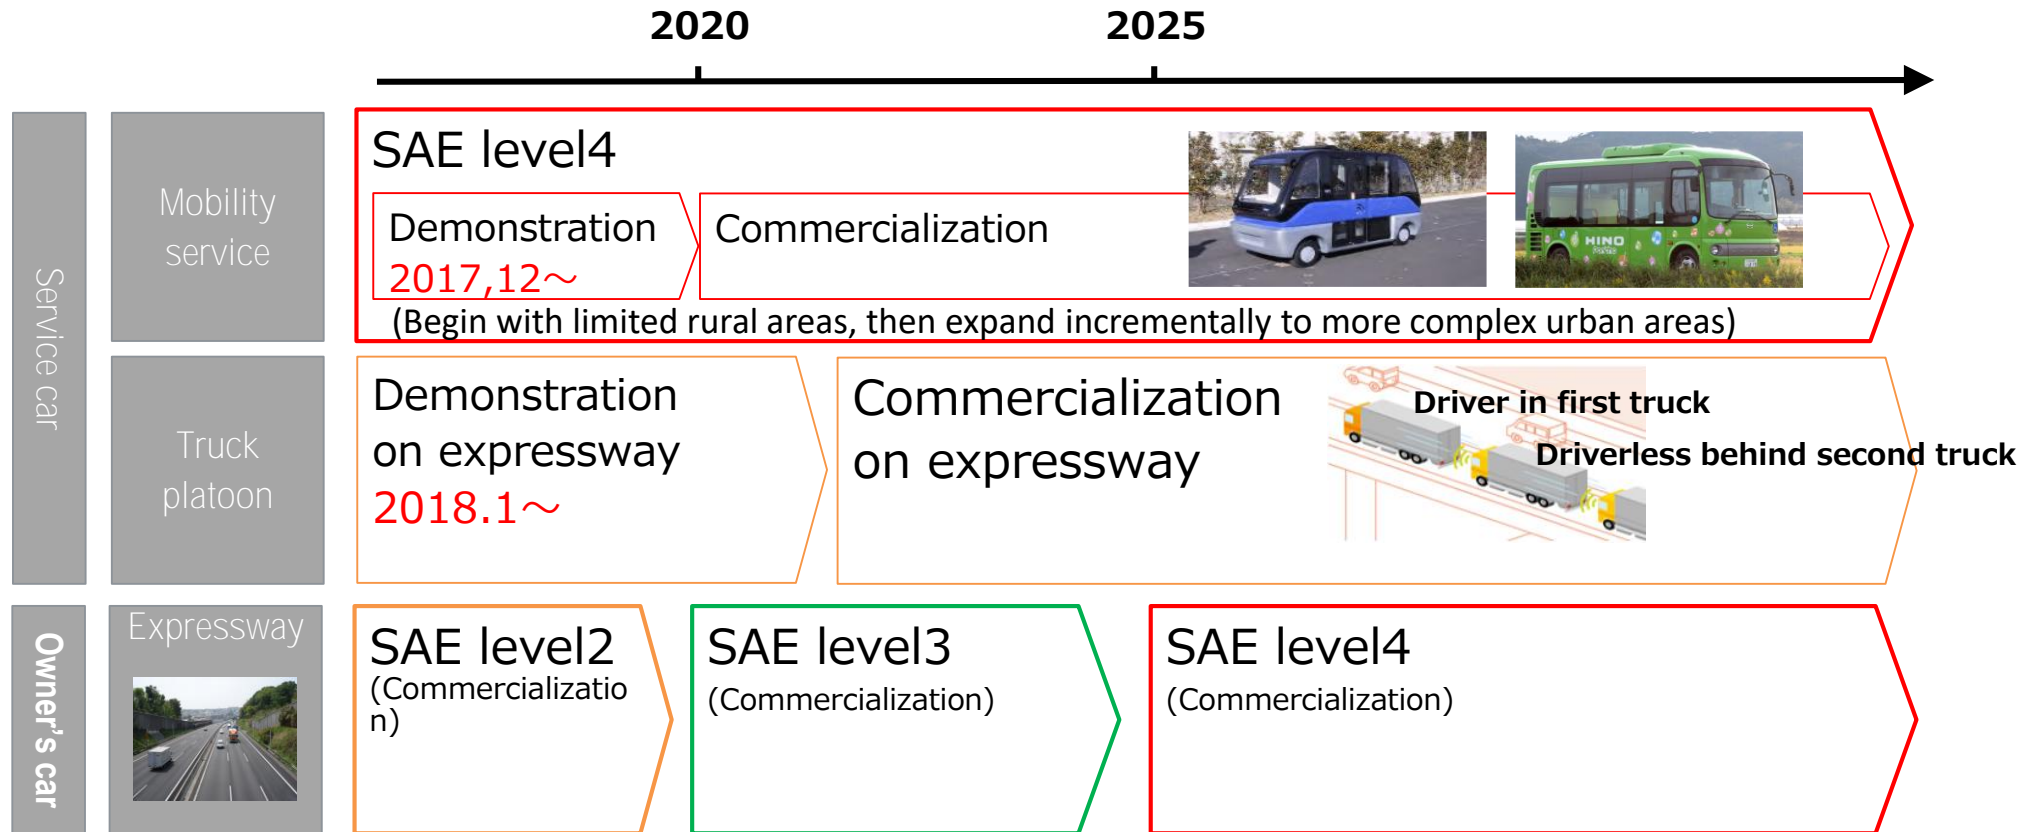 2020
2025
Service car
Mobility
service
SAE level4
Demonstration
2017,12～
Commercialization
HINO
(Begin with limited rural areas, then expand incrementally to more complex urban areas)
Truck
platoon
Demonstration
on expressway
2018.1～
Commercialization
on expressway
Driver in first truck
Driverless behind second truck
Owner's car
Expressway
SAE level2
(Commercializatio
n)
SAE level3
(Commercialization)
SAE level4
(Commercialization)